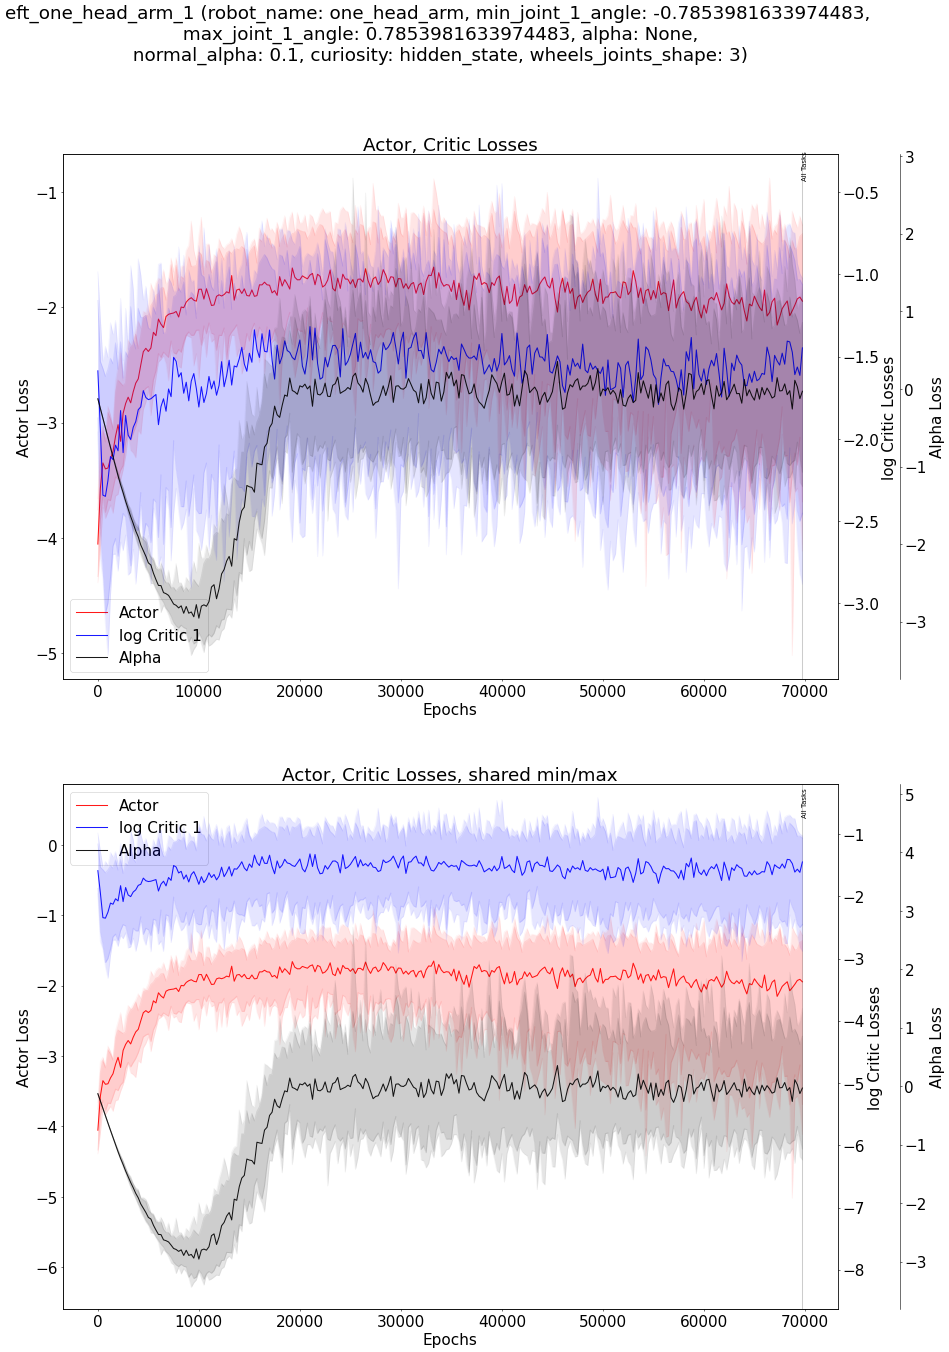 eft_one_head_arm_1 (robot_name: one_head_arm, min_joint_1_angle: -0.7853981633974483,
max_joint_1_angle: 0.7853981633974483, alpha: None,
normal_alpha: 0.1, curiosity: hidden_state, wheels_joints_shape: 3)
Actor, Critic Losses
All Tasks
−1
−2
−3
−4
−5
Actor Loss
−0.5
−1.0
−1.5
−2.0
−2.5
−3.0
log Critic Losses
3
2
1
0
−1
−2
−3
Alpha Loss
Actor
log Critic 1
Alpha
0
10000
20000
30000
40000
50000
60000
70000
Epochs
Actor, Critic Losses, shared min/max
All Tasks
Actor
log Critic 1
Alpha
0
−1
−2
−3
−4
−5
−6
Actor Loss
−1
−2
−3
−4
−5
−6
−7
−8
log Critic Losses
5
4
3
2
1
0
−1
−2
−3
Alpha Loss
0
10000
20000
30000
40000
50000
60000
70000
Epochs